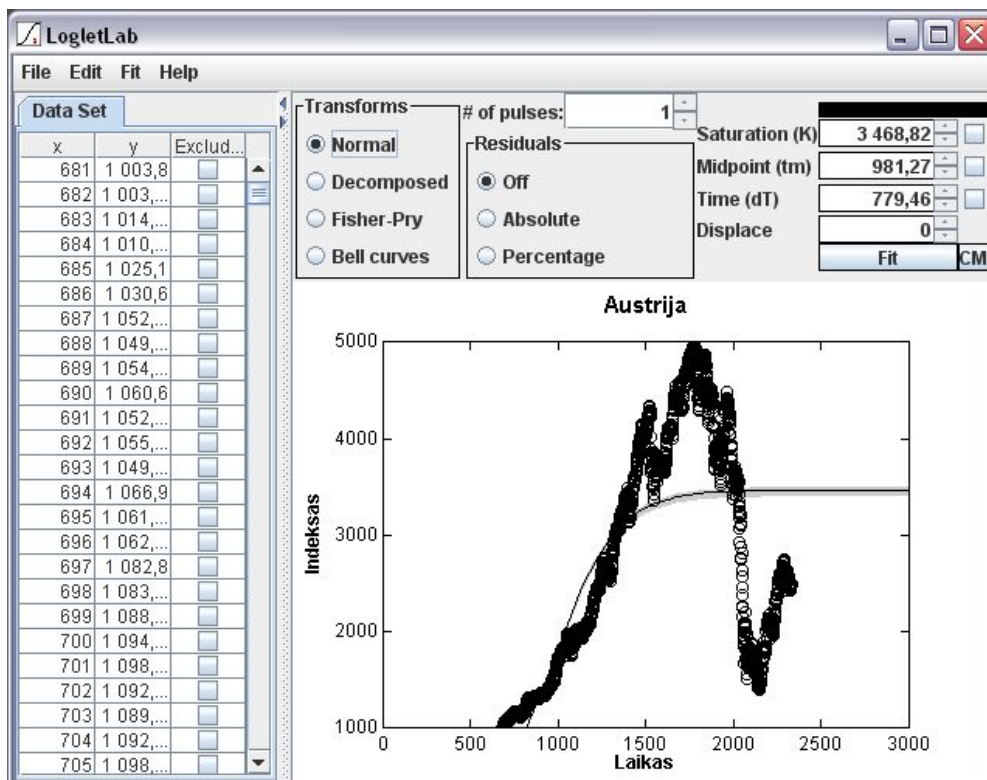 LogletLab
File Edit Fit Help
Data Set
x y Exclud...
681 1 003,8
682 1 003,...
683 1 014,...
684 1 010,...
685 1 025,1
686 1 030,6
687 1 052,...
688 1 049,...
689 1 054,...
690 1 060,6
691 1 052,...
692 1 055,...
693 1 049,...
694 1 066,9
695 1 061,...
696 1 062,...
697 1 082,8
698 1 083,...
699 1 088,...
700 1 094,...
701 1 098,...
702 1 092,...
703 1 089,...
704 1 092,...
705 1 098,...
Transforms
Normal
Decomposed
Fisher-Pry
Bell curves
# of pulses: 1
Residuals
Off
Absolute
Percentage
Saturation (K) 3 468,82
Midpoint (tm) 981,27
Time (dT) 779,46
Displace 0
Fit CM
Austrija
Indeksas
5000
4000
3000
2000
1000
0 500 1000 1500 2000 2500 3000
Laikas